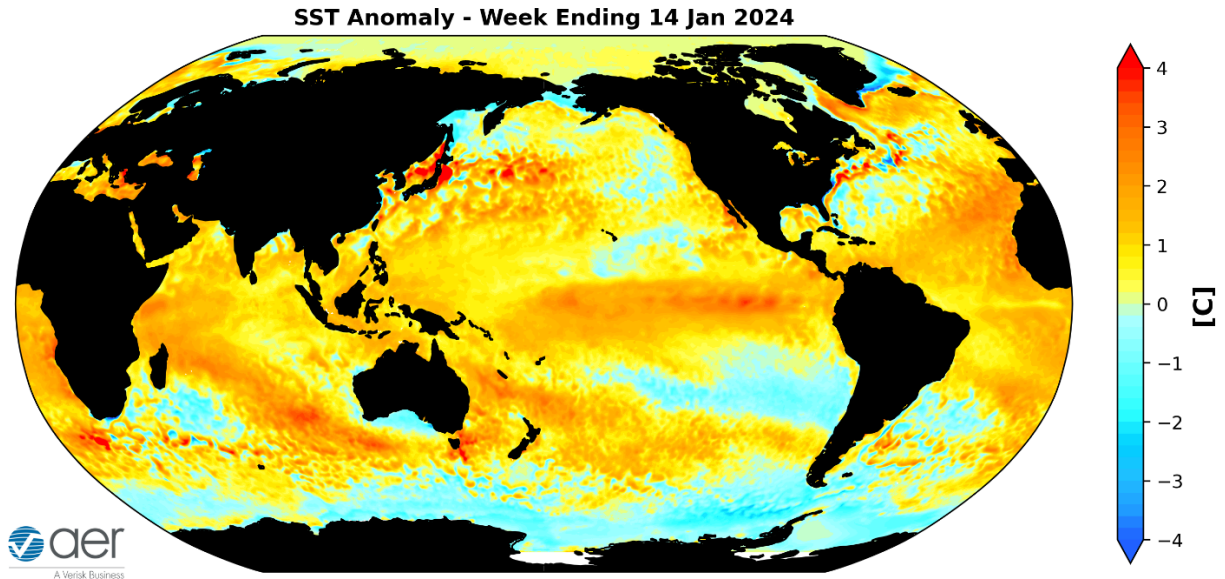 SST Anomaly - Week Ending 14 Jan 2024
4
3
2
1
0
−1
−2
−3
−4
[C]
aer
A Verisk Business